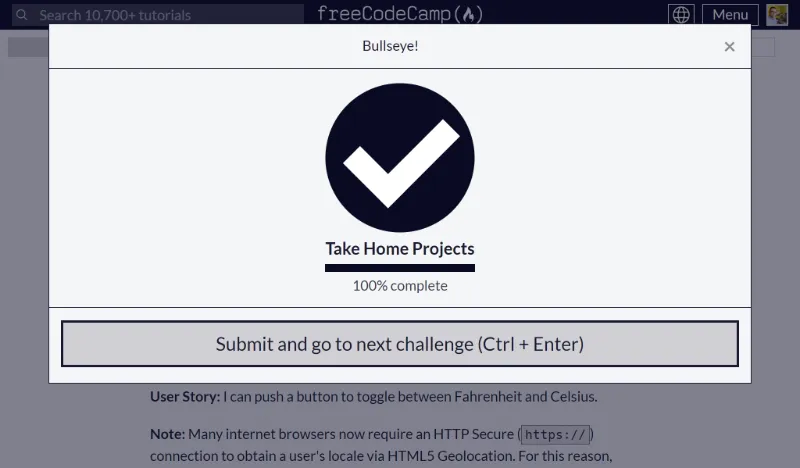 Search 10,700+ tutorials
freeCodeCamp(🔥)
Menu
Bullseye!
×
Take Home Projects
100% complete
Submit and go to next challenge (Ctrl + Enter)
User Story: I can push a button to toggle between Fahrenheit and Celsius.
Note: Many internet browsers now require an HTTP Secure (https://)
connection to obtain a user's locale via HTML5 Geolocation. For this reason,